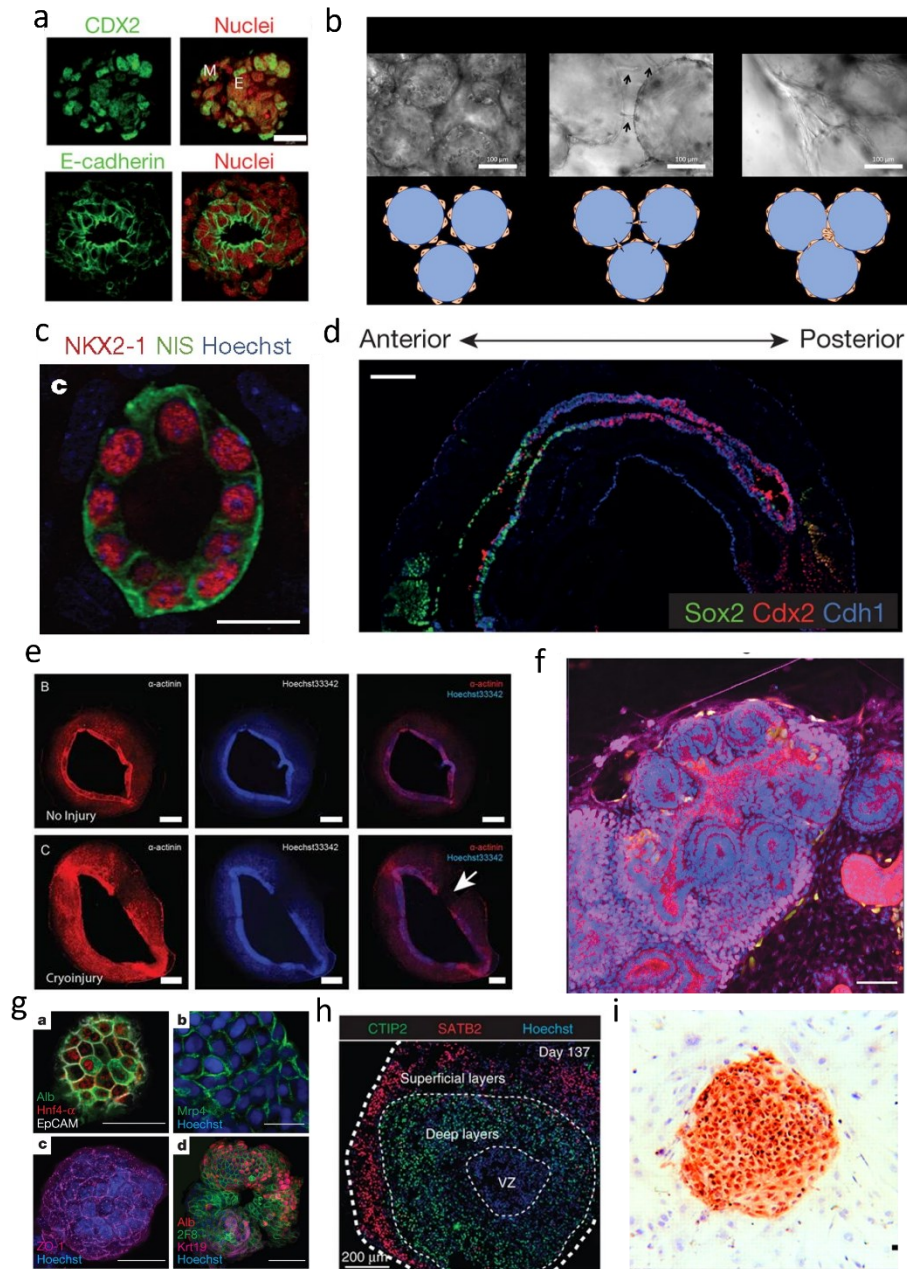 a
CDX2 Nuclei
M
E
E-cadherin Nuclei
b
100 µm 100 µm 100 µm
c
NKX2-1 NIS Hoechst
c
d
Anterior Posterior
Sox2 Cdx2 Cdh1
e
B α-actinin Hoechst33342 α-actinin
Hoechst33342
No Injury
C α-actinin Hoechst33342 α-actinin
Hoechst33342
Cryoinjury
f
g
a b
Alb
Hnf4-α
EpCAM
Mrp4
Hoechst
c d
ZO-1
Hoechst
Alb
2F8
Krt19
Hoechst
h
CTIP2 SATB2 Hoechst
Day 137
Superficial layers
Deep layers
VZ
200 µm
i